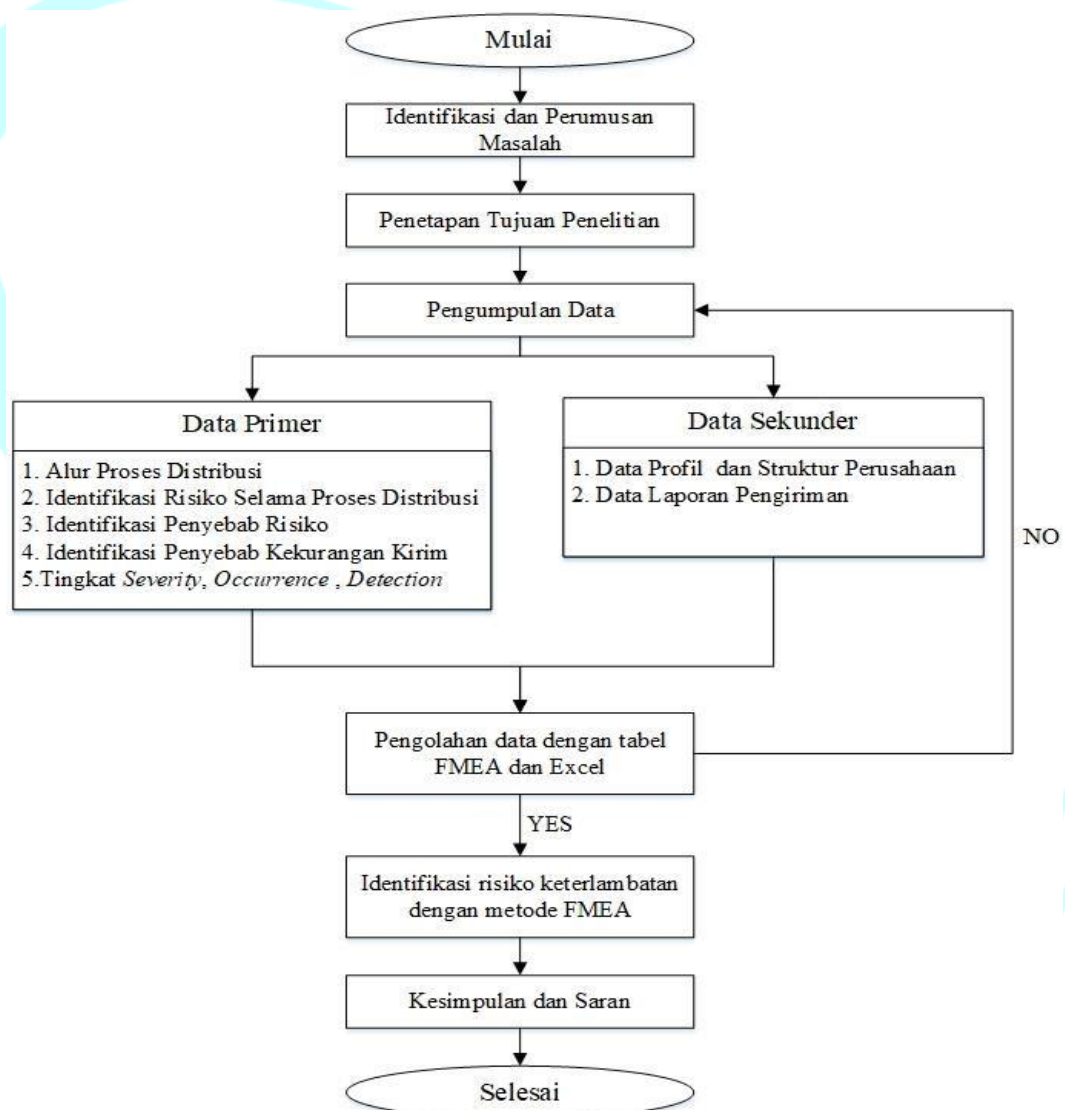 Mulai
Identifikasi dan Perumusan
Masalah
Penetapan Tujuan Penelitian
Pengumpulan Data
Data Primer
1. Alur Proses Distribusi
2. Identifikasi Risiko Selama Proses Distribusi
3. Identifikasi Penyebab Risiko
4. Identifikasi Penyebab Kekurangan Kirim
5.Tingkat Severity, Occurrence , Detection
Data Sekunder
1. Data Profil dan Struktur Perusahaan
2. Data Laporan Pengiriman
NO
Pengolahan data dengan tabel
FMEA dan Excel
YES
Identifikasi risiko keterlambatan
dengan metode FMEA
Kesimpulan dan Saran
Selesai